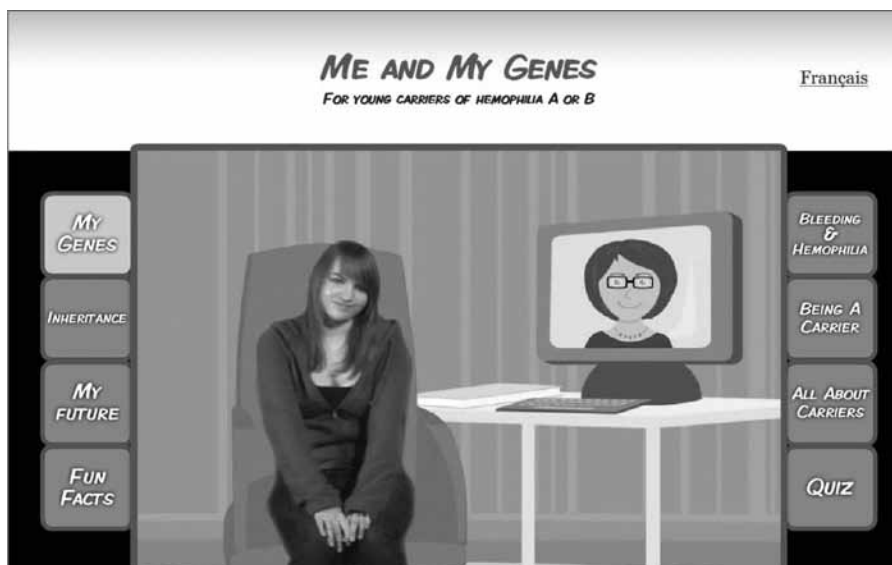 ME AND MY GENES
FOR YOUNG CARRIERS OF HEMOPHILIA A OR B
Français
MY
GENES
INHERITANCE
MY
FUTURE
FUN
FACTS
BLEEDING
&
HEMOPHILIA
BEING A
CARRIER
ALL ABOUT
CARRIERS
QUIZ